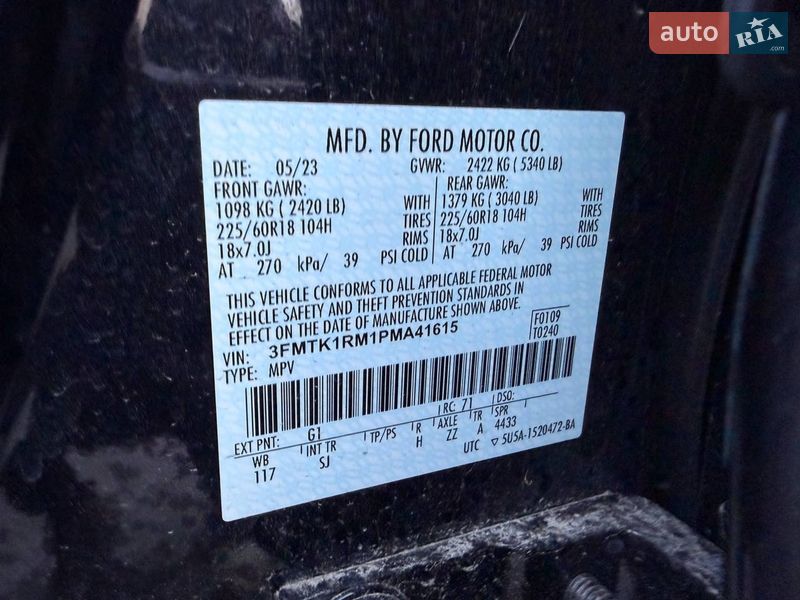 auto RIA .com
MFD. BY FORD MOTOR CO.
DATE: 05/23 GVWR: 2422 KG ( 5340 LB)
FRONT GAWR: REAR GAWR:
1098 KG ( 2420 LB) WITH 1379 KG ( 3040 LB) WITH
225/60R18 104H TIRES 225/60R18 104H TIRES
18x7.0J RIMS 18x7.0J RIMS
AT 270 kPa/ 39 PSI COLD AT 270 kPa/ 39 PSI COLD
THIS VEHICLE CONFORMS TO ALL APPLICABLE FEDERAL MOTOR
VEHICLE SAFETY AND THEFT PREVENTION STANDARDS IN
EFFECT ON THE DATE OF MANUFACTURE SHOWN ABOVE.
F0109
T0240
VIN: 3FMTK1RM1PMA41615
TYPE: MPV
EXT PNT: G1 RC: 71 DSO:
WB INT TR TP/PS R AXLE TR SPR
117 SJ H ZZ A 4433
UTC ▽ 5U5A-1520472-BA